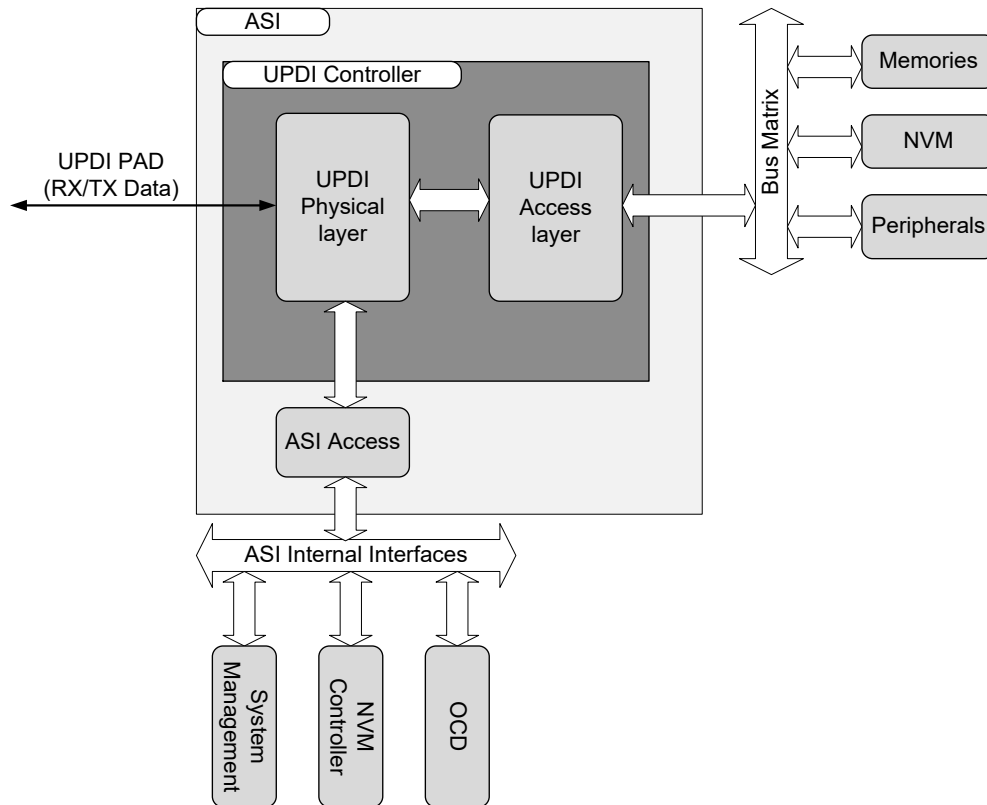 ASI
UPDI Controller
UPDI PAD
(RX/TX Data)
UPDI
Physical
layer
UPDI
Access
layer
Bus Matrix
Memories
NVM
Peripherals
ASI Access
ASI Internal Interfaces
System
Management
NVM
Controller
OCD